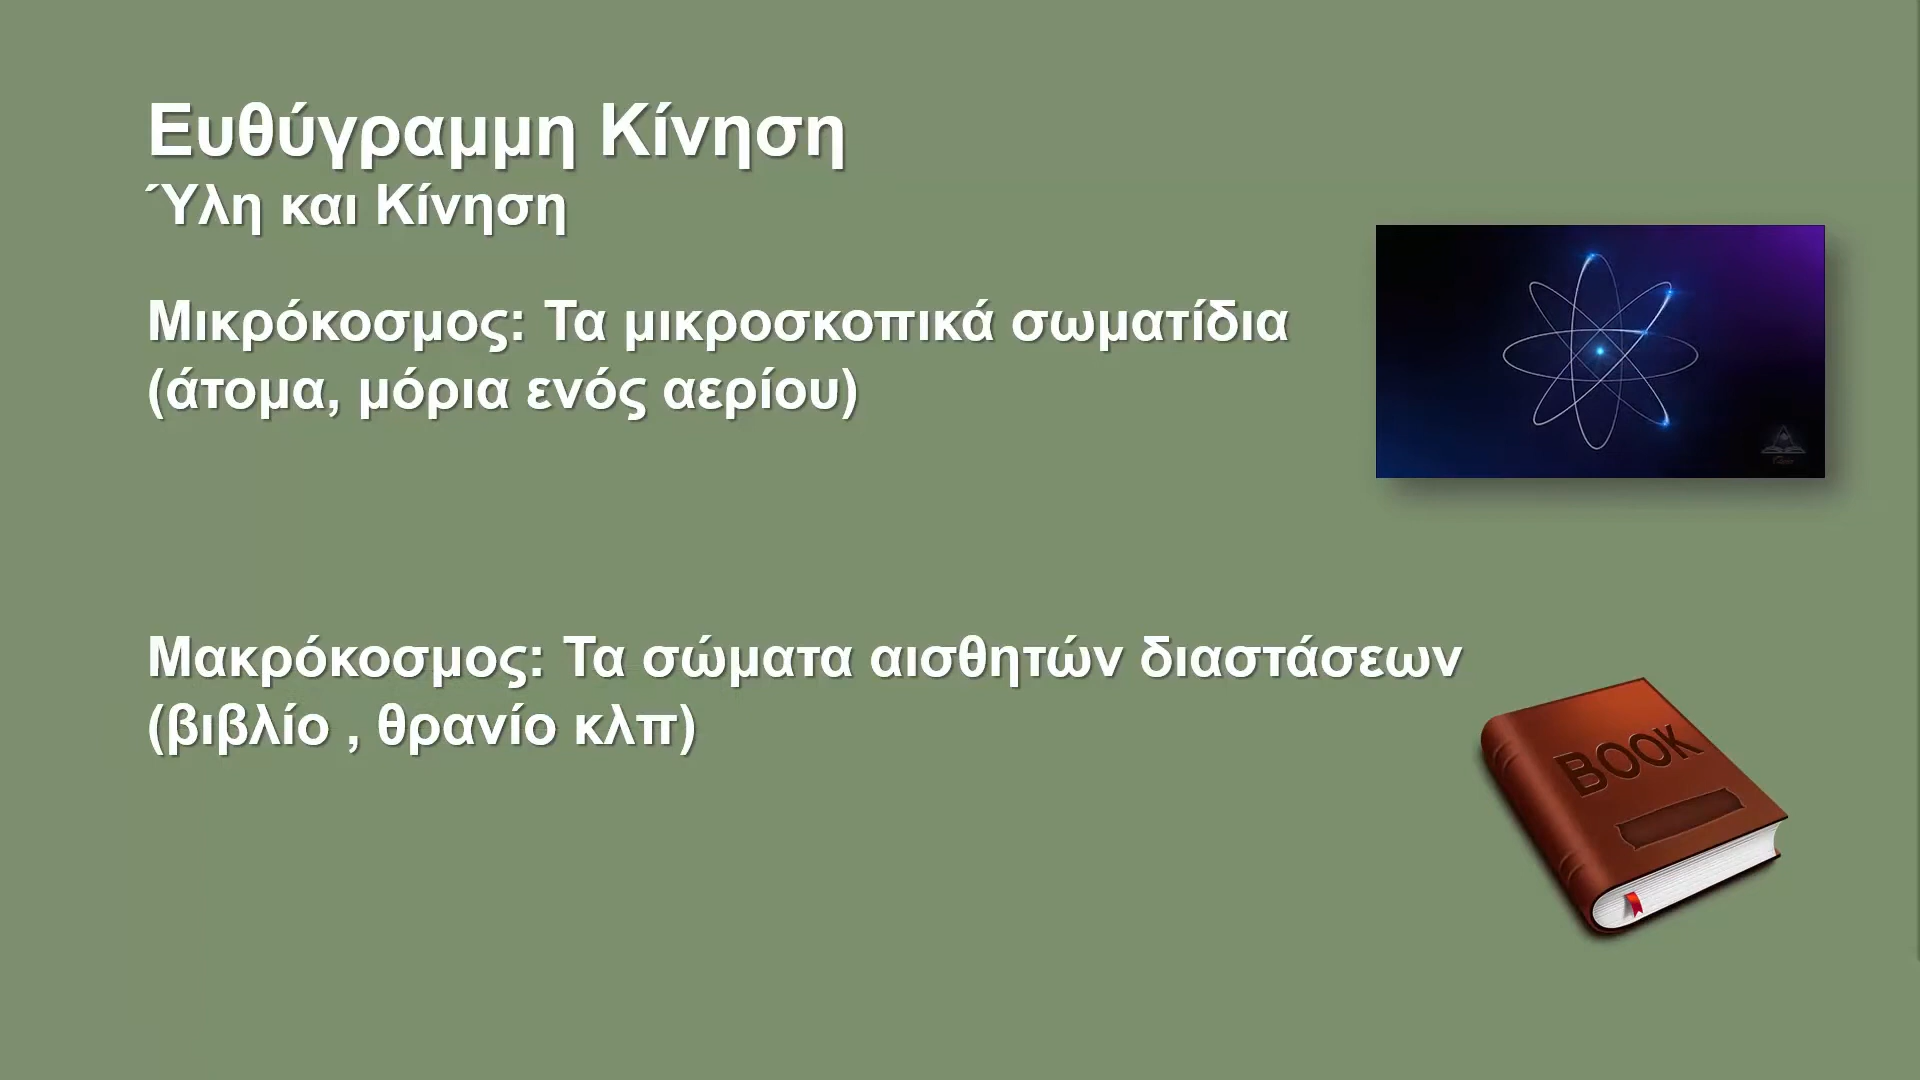 Ευθύγραμμη Κίνηση
Ύλη και Κίνηση
Μικρόκοσμος: Τα μικροσκοπικά σωματίδια
(άτομα, μόρια ενός αερίου)
Μακρόκοσμος: Τα σώματα αισθητών διαστάσεων
(βιβλίο , θρανίο κλπ)
BOOK